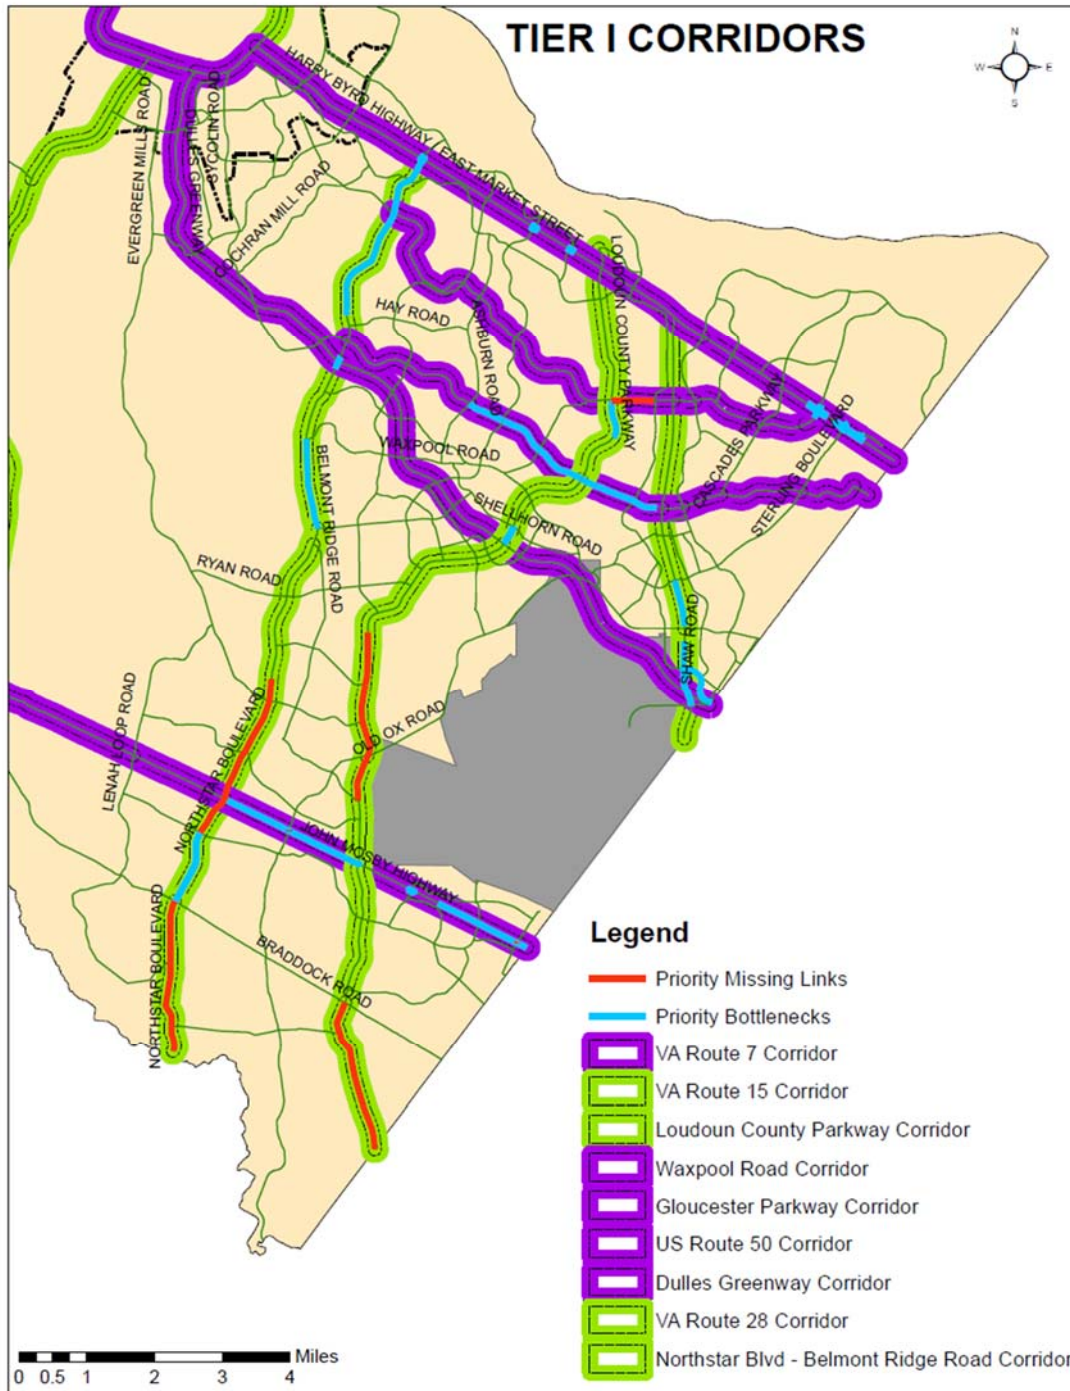 TIER I CORRIDORS
N
W E
S
HARRY BYRD HIGHWAY / EAST MARKET STREET
EVERGREEN MILLS ROAD
DULLES GREENWAY
SYCOLIN ROAD
COCHRAN MILL ROAD
HAY ROAD
ASHBURN ROAD
LOUDOUN COUNTY PARKWAY
WAXPOOL ROAD
CASCADES PARKWAY
STERLING BOULEVARD
BELMONT RIDGE ROAD
SHELLHORN ROAD
RYAN ROAD
SHAW ROAD
LENAH LOOP ROAD
NORTHSTAR BOULEVARD
OLD OX ROAD
JOHN MOSBY HIGHWAY
NORTHSTAR BOULEVARD
BRADDOCK ROAD
Legend
Priority Missing Links
Priority Bottlenecks
VA Route 7 Corridor
VA Route 15 Corridor
Loudoun County Parkway Corridor
Waxpool Road Corridor
Gloucester Parkway Corridor
US Route 50 Corridor
Dulles Greenway Corridor
VA Route 28 Corridor
Northstar Blvd - Belmont Ridge Road Corridor
Miles
0 0.5 1 2 3 4